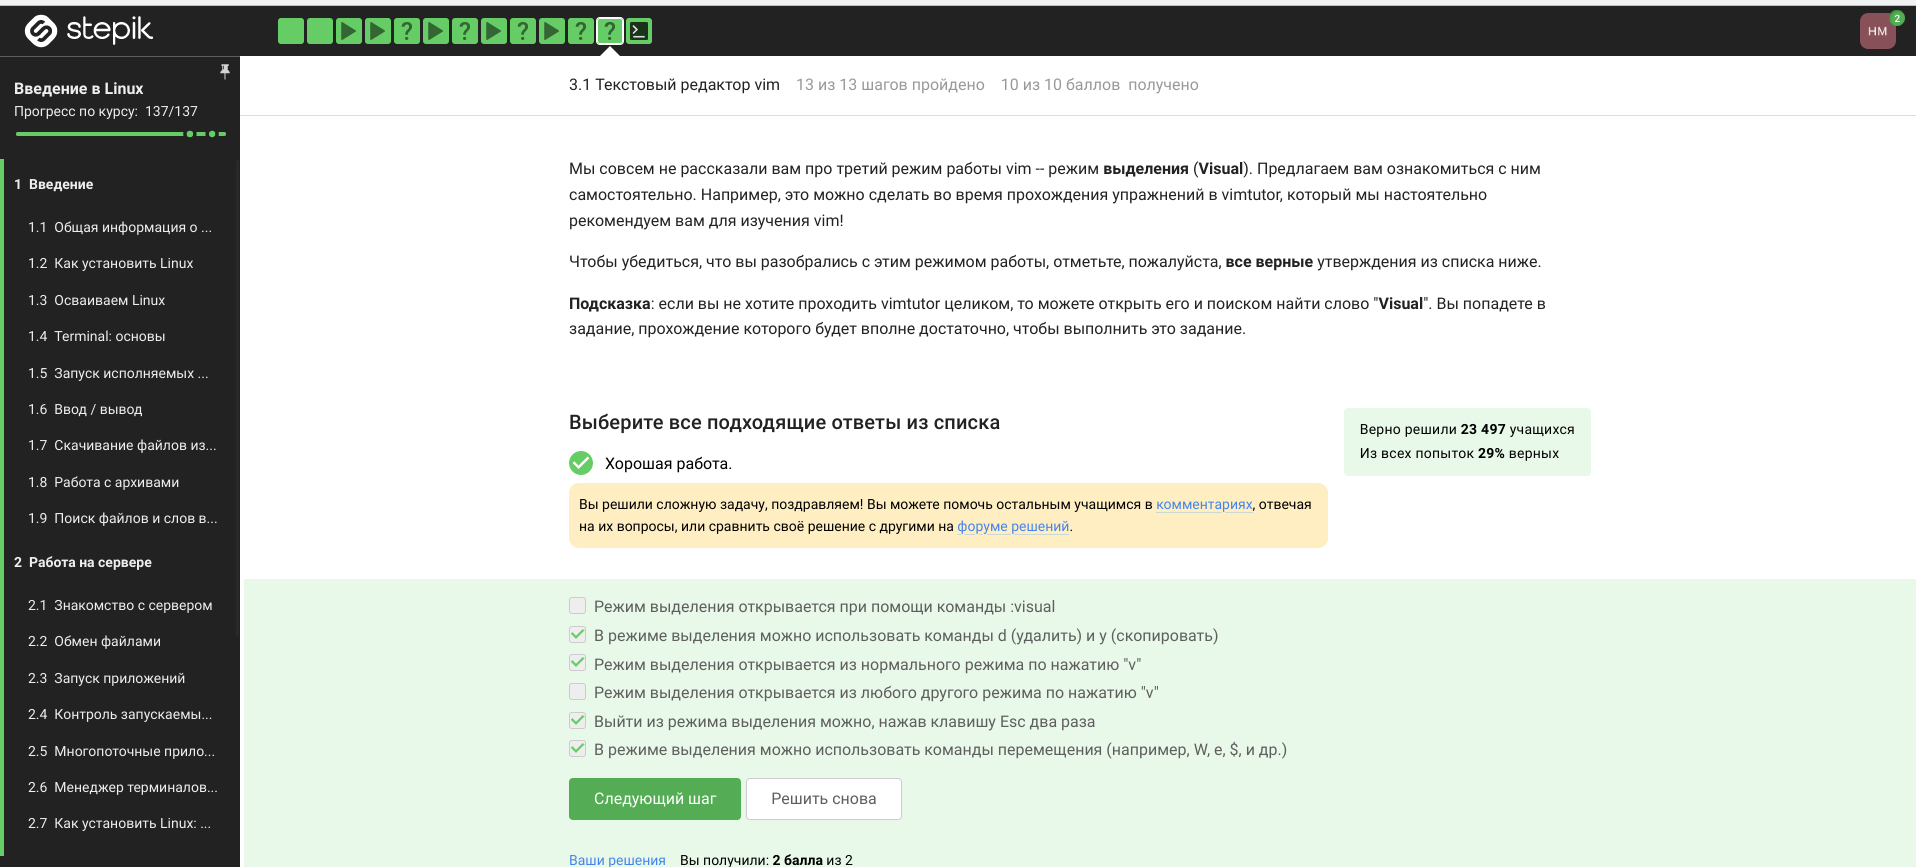 stepik
НМ
2
Введение в Linux
Прогресс по курсу: 137/137
1 Введение
1.1 Общая информация о ...
1.2 Как установить Linux
1.3 Осваиваем Linux
1.4 Terminal: основы
1.5 Запуск исполняемых ...
1.6 Ввод / вывод
1.7 Скачивание файлов из...
1.8 Работа с архивами
1.9 Поиск файлов и слов в...
2 Работа на сервере
2.1 Знакомство с сервером
2.2 Обмен файлами
2.3 Запуск приложений
2.4 Контроль запускаемы...
2.5 Многопоточные прило...
2.6 Менеджер терминалов...
2.7 Как установить Linux: ...
3.1 Текстовый редактор vim 13 из 13 шагов пройдено 10 из 10 баллов получено
Мы совсем не рассказали вам про третий режим работы vim -- режим выделения (Visual). Предлагаем вам ознакомиться с ним
самостоятельно. Например, это можно сделать во время прохождения упражнений в vimtutor, который мы настоятельно
рекомендуем вам для изучения vim!
Чтобы убедиться, что вы разобрались с этим режимом работы, отметьте, пожалуйста, все верные утверждения из списка ниже.
Подсказка: если вы не хотите проходить vimtutor целиком, то можете открыть его и поиском найти слово "Visual". Вы попадете в
задание, прохождение которого будет вполне достаточно, чтобы выполнить это задание.
Выберите все подходящие ответы из списка
Хорошая работа.
Верно решили 23 497 учащихся
Из всех попыток 29% верных
Вы решили сложную задачу, поздравляем! Вы можете помочь остальным учащимся в комментариях, отвечая
на их вопросы, или сравнить своё решение с другими на форуме решений.
Режим выделения открывается при помощи команды :visual
В режиме выделения можно использовать команды d (удалить) и y (скопировать)
Режим выделения открывается из нормального режима по нажатию "v"
Режим выделения открывается из любого другого режима по нажатию "v"
Выйти из режима выделения можно, нажав клавишу Esc два раза
В режиме выделения можно использовать команды перемещения (например, W, e, $, и др.)
Следующий шаг
Решить снова
Ваши решения Вы получили: 2 балла из 2